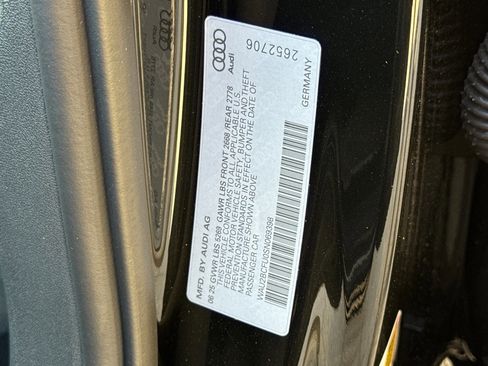 MFD. BY AUDI AG
06 25 GVWR LBS 5269 GAWR LBS FRONT 2698 /REAR 2778
THIS VEHICLE CONFORMS TO ALL APPLICABLE U.S.
FEDERAL MOTOR VEHICLE SAFETY, BUMPER AND THEFT
PREVENTION STANDARDS IN EFFECT ON THE DATE OF
MANUFACTURE SHOWN ABOVE
PASSENGER CAR
Audi
2652706
GERMANY